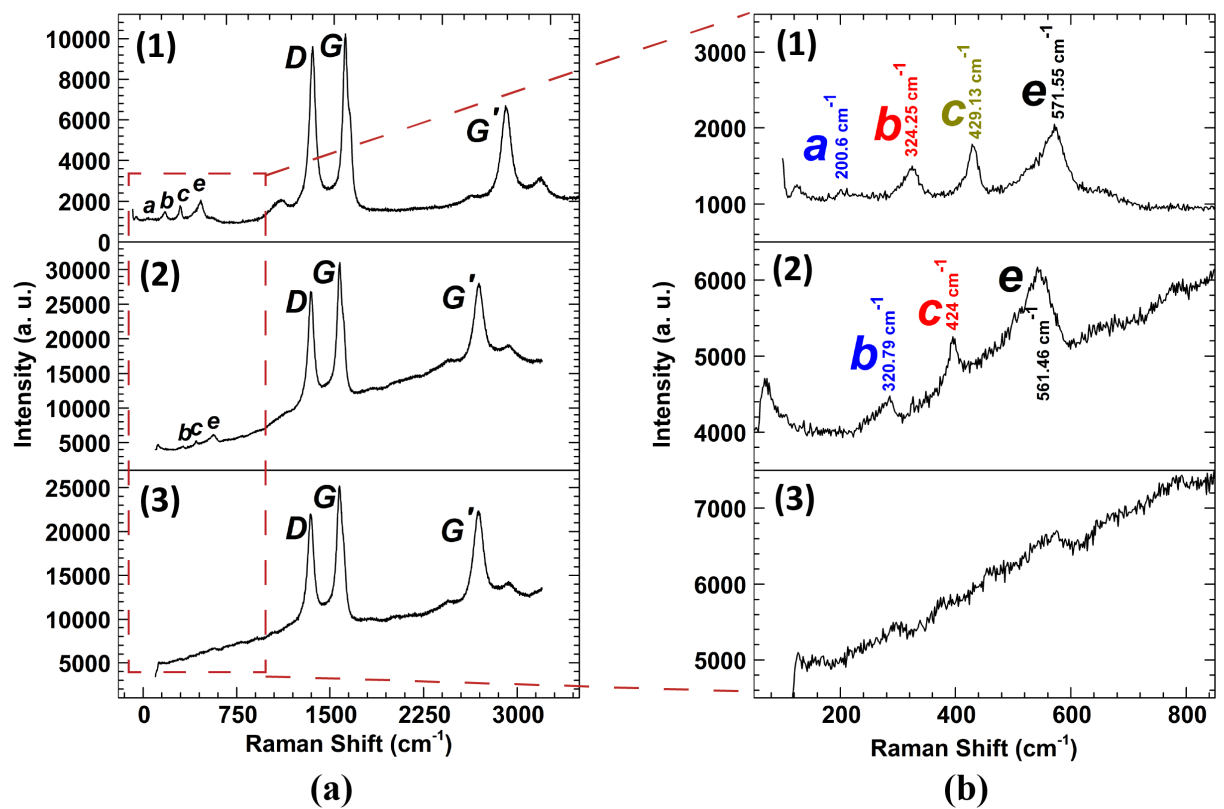 (1)
D
G
G'
a
b
c
e
10000
8000
6000
4000
2000
0
(2)
D
G
G'
b
c
e
30000
25000
20000
15000
10000
5000
(3)
D
G
G'
25000
20000
15000
10000
5000
Intensity (a. u.)
0
750
1500
2250
3000
Raman Shift (cm⁻¹)
(a)
(1)
a
200.6 cm⁻¹
b
324.25 cm⁻¹
c
429.13 cm⁻¹
e
571.55 cm⁻¹
3000
2000
1000
(2)
b
320.79 cm⁻¹
c
424 cm⁻¹
e
561.46 cm⁻¹
6000
5000
4000
(3)
7000
6000
5000
Intensity (a. u.)
200
400
600
800
Raman Shift (cm⁻¹)
(b)